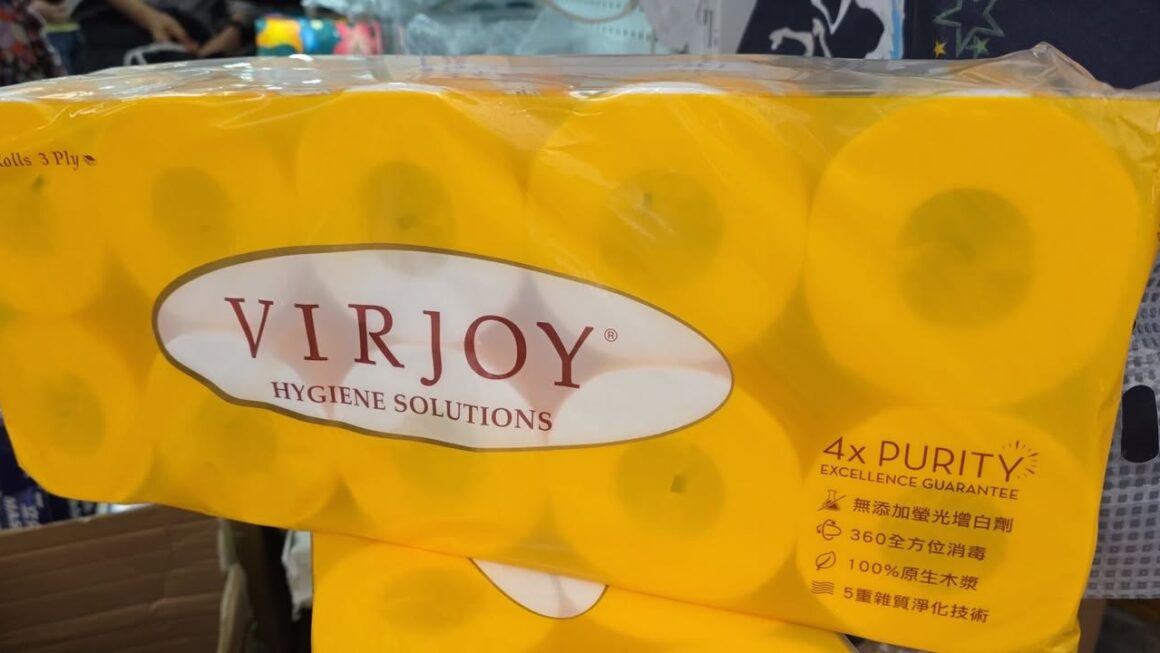 Rolls 3 Ply
VIRJOY®
HYGIENE SOLUTIONS
4x PURITY
EXCELLENCE GUARANTEE
無添加螢光增白劑
360全方位消毒
100%原生木漿
5重雜質淨化技術